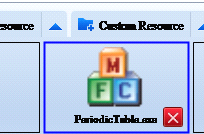 esource Custom Resource
M
F C
PeriodicTable.exe